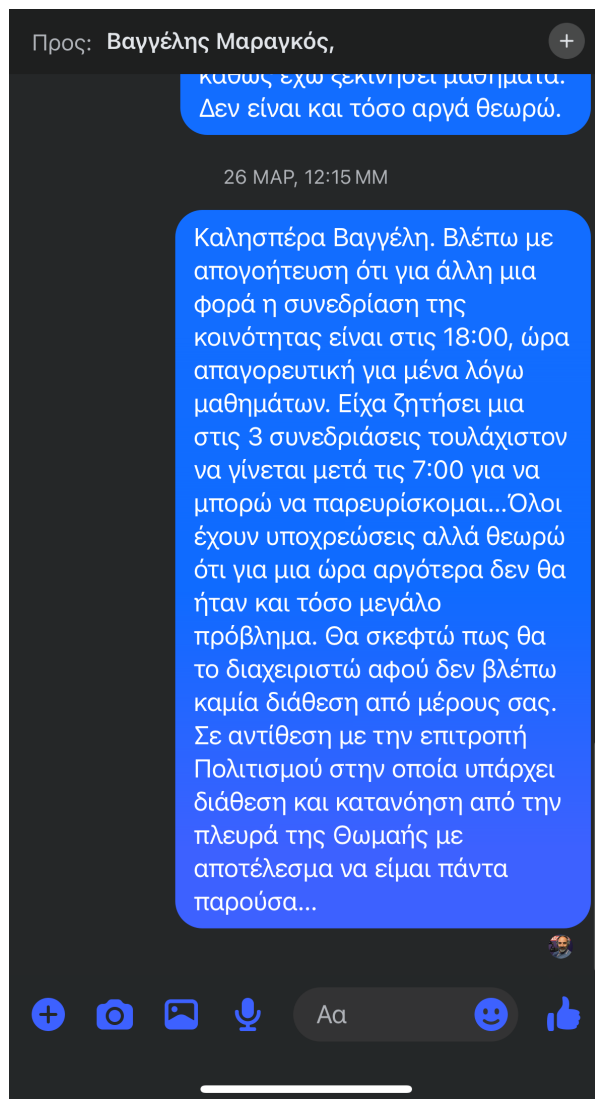 Προς: Βαγγέλης Μαραγκός,
καθώς έχω ξεκινήσει μαθήματα.
Δεν είναι και τόσο αργά θεωρώ.
26 ΜΑΡ, 12:15 ΜΜ
Καλησπέρα Βαγγέλη. Βλέπω με
απογοήτευση ότι για άλλη μια
φορά η συνεδρίαση της
κοινότητας είναι στις 18:00, ώρα
απαγορευτική για μένα λόγω
μαθημάτων. Είχα ζητήσει μια
στις 3 συνεδριάσεις τουλάχιστον
να γίνεται μετά τις 7:00 για να
μπορώ να παρευρίσκομαι...Όλοι
έχουν υποχρεώσεις αλλά θεωρώ
ότι για μια ώρα αργότερα δεν θα
ήταν και τόσο μεγάλο
πρόβλημα. Θα σκεφτώ πως θα
το διαχειριστώ αφού δεν βλέπω
καμία διάθεση από μέρους σας.
Σε αντίθεση με την επιτροπή
Πολιτισμού στην οποία υπάρχει
διάθεση και κατανόηση από την
πλευρά της Θωμαής με
αποτέλεσμα να είμαι πάντα
παρούσα...
Αα